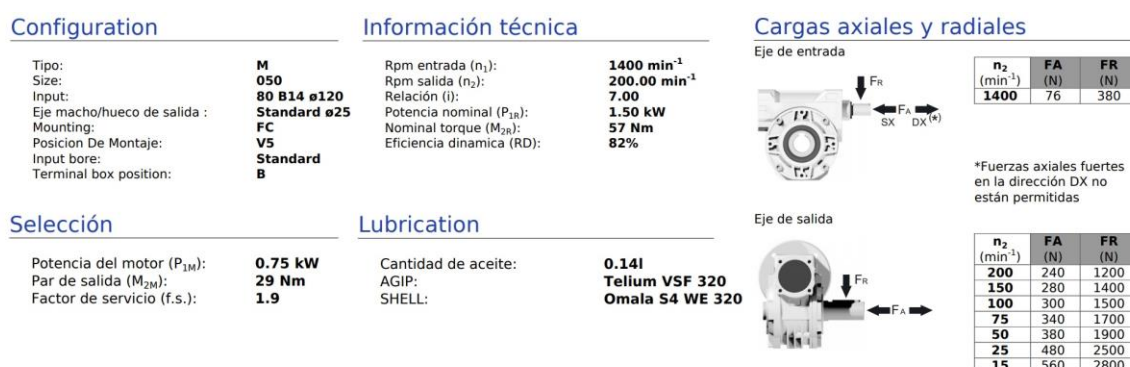 Configuration
Tipo: M
Size: 050
Input: 80 B14 ø120
Eje macho/hueco de salida : Standard ø25
Mounting: FC
Posicion De Montaje: V5
Input bore: Standard
Terminal box position: B
Información técnica
Rpm entrada (n1): 1400 min-1
Rpm salida (n2): 200.00 min-1
Relación (i): 7.00
Potencia nominal (P1R): 1.50 kW
Nominal torque (M2R): 57 Nm
Eficiencia dinamica (RD): 82%
Selección
Potencia del motor (P1M): 0.75 kW
Par de salida (M2M): 29 Nm
Factor de servicio (f.s.): 1.9
Lubrication
Cantidad de aceite: 0.14l
AGIP: Telium VSF 320
SHELL: Omala S4 WE 320
Cargas axiales y radiales
Eje de entrada
FR
FA
SX DX (*)
n2 FA FR
(min-1) (N) (N)
1400 76 380
*Fuerzas axiales fuertes
en la dirección DX no
están permitidas
Eje de salida
FR
FA
n2 FA FR
(min-1) (N) (N)
200 240 1200
150 280 1400
100 300 1500
75 340 1700
50 380 1900
25 480 2500
15 560 2800